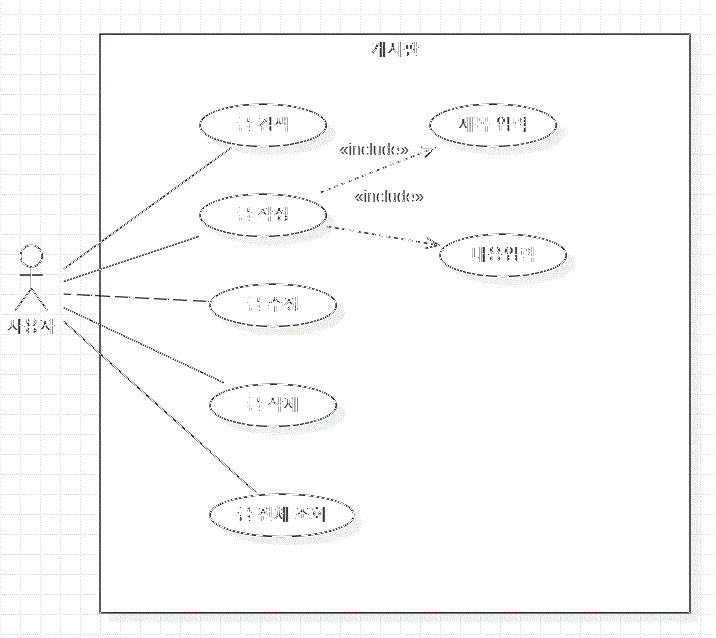 게시판
글 검색
제목 입력
«include»
«include»
글 작성
내용입력
사용자
글 수정
글 삭제
글 전체 조회